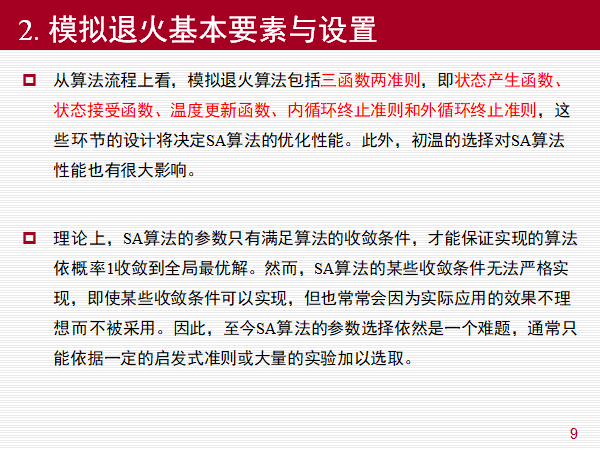 2. 模拟退火基本要素与设置
从算法流程上看，模拟退火算法包括三函数两准则，即状态产生函数、
状态接受函数、温度更新函数、内循环终止准则和外循环终止准则，这
些环节的设计将决定SA算法的优化性能。此外，初温的选择对SA算法
性能也有很大影响。
理论上，SA算法的参数只有满足算法的收敛条件，才能保证实现的算法
依概率1收敛到全局最优解。然而，SA算法的某些收敛条件无法严格实
现，即使某些收敛条件可以实现，但也常常会因为实际应用的效果不理
想而不被采用。因此，至今SA算法的参数选择依然是一个难题，通常只
能依据一定的启发式准则或大量的实验加以选取。
9